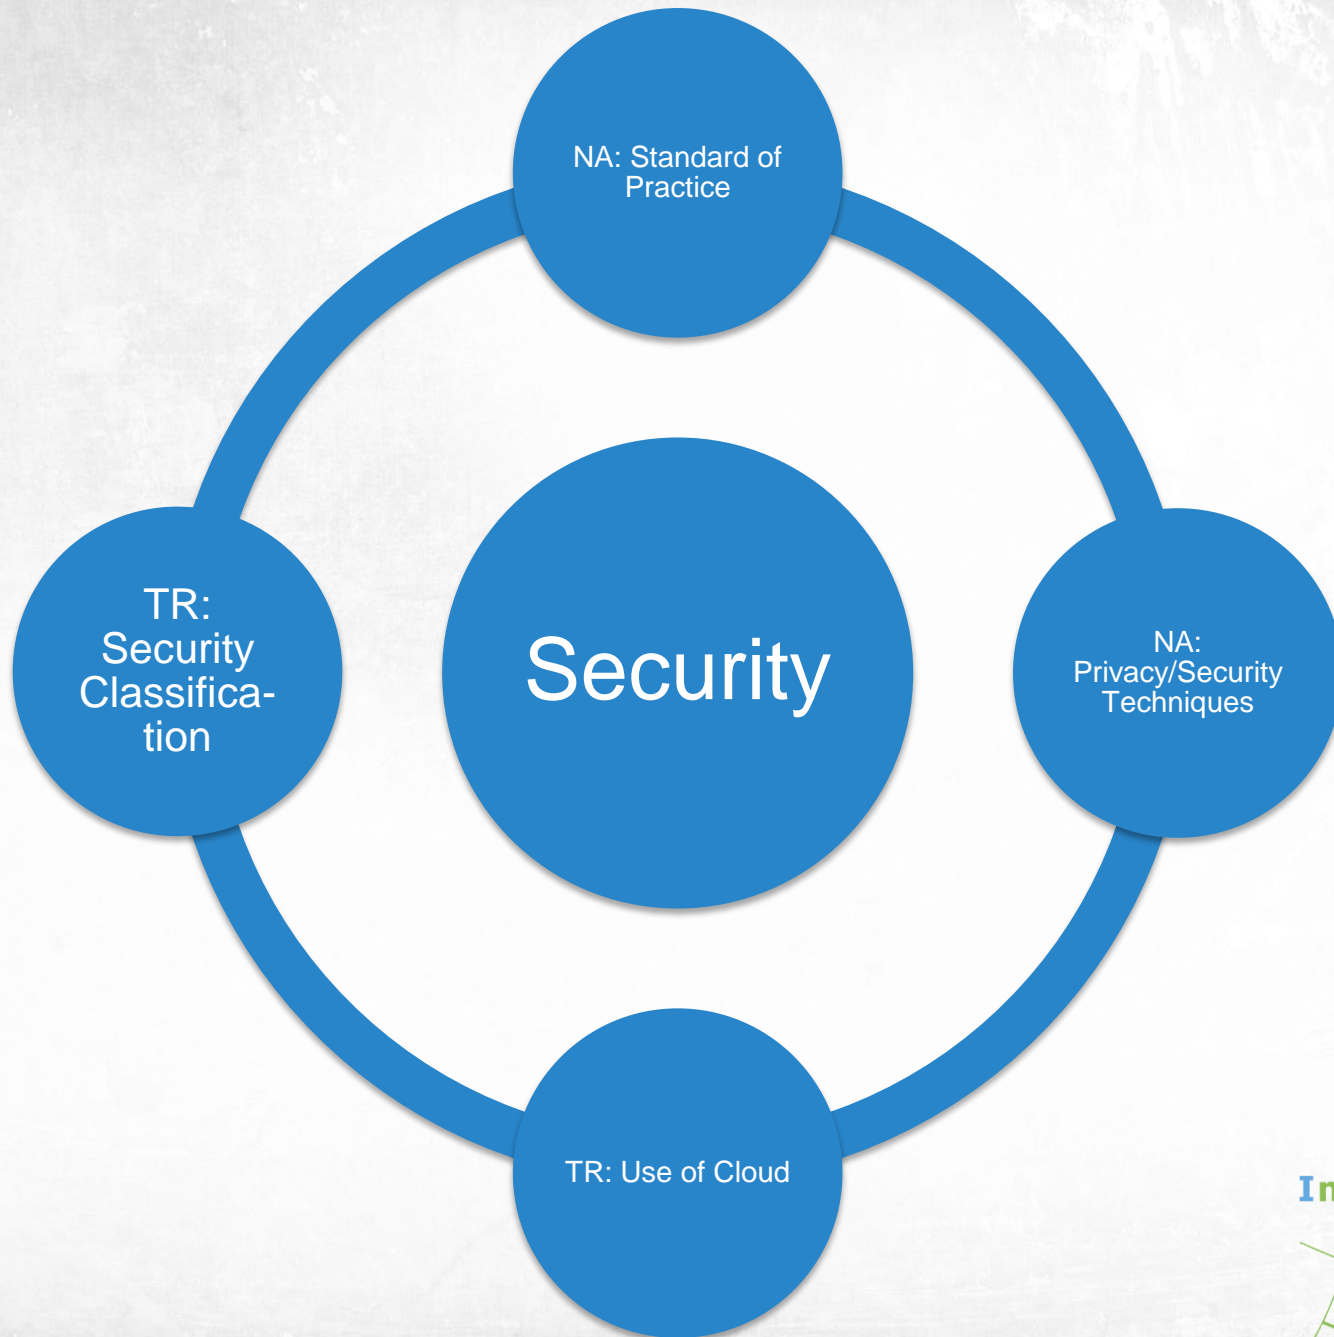 NA: Standard of
Practice
TR:
Security
Classifica-
tion
Security
NA:
Privacy/Security
Techniques
TR: Use of Cloud